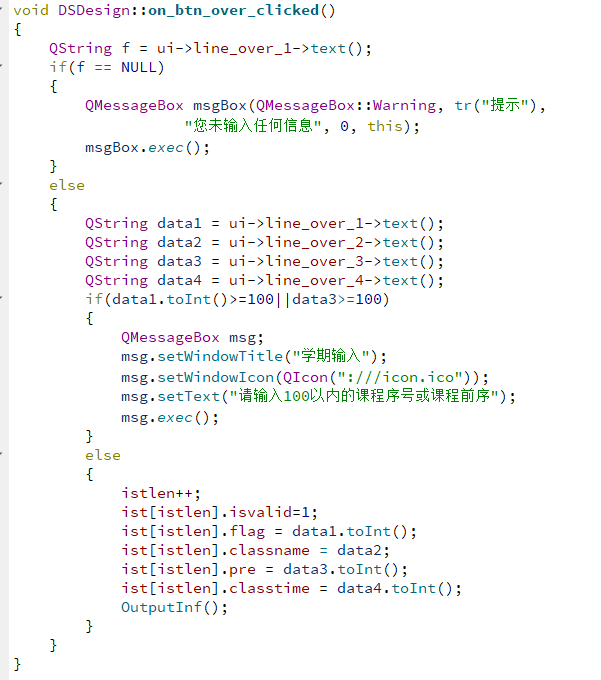 void DSDesign::on_btn_over_clicked()
{
    QString f = ui->line_over_1->text();
    if(f == NULL)
    {
        QMessageBox msgBox(QMessageBox::Warning, tr("提示"),
                   "您未输入任何信息", 0, this);
        msgBox.exec();
    }
    else
    {
        QString data1 = ui->line_over_1->text();
        QString data2 = ui->line_over_2->text();
        QString data3 = ui->line_over_3->text();
        QString data4 = ui->line_over_4->text();
        if(data1.toInt()>=100||data3>=100)
        {
            QMessageBox msg;
            msg.setWindowTitle("学期输入");
            msg.setWindowIcon(QIcon(":///icon.ico"));
            msg.setText("请输入100以内的课程序号或课程前序");
            msg.exec();
        }
        else
        {
            istlen++;
            ist[istlen].isvalid=1;
            ist[istlen].flag = data1.toInt();
            ist[istlen].classname = data2;
            ist[istlen].pre = data3.toInt();
            ist[istlen].classtime = data4.toInt();
            OutputInf();
        }
    }
}